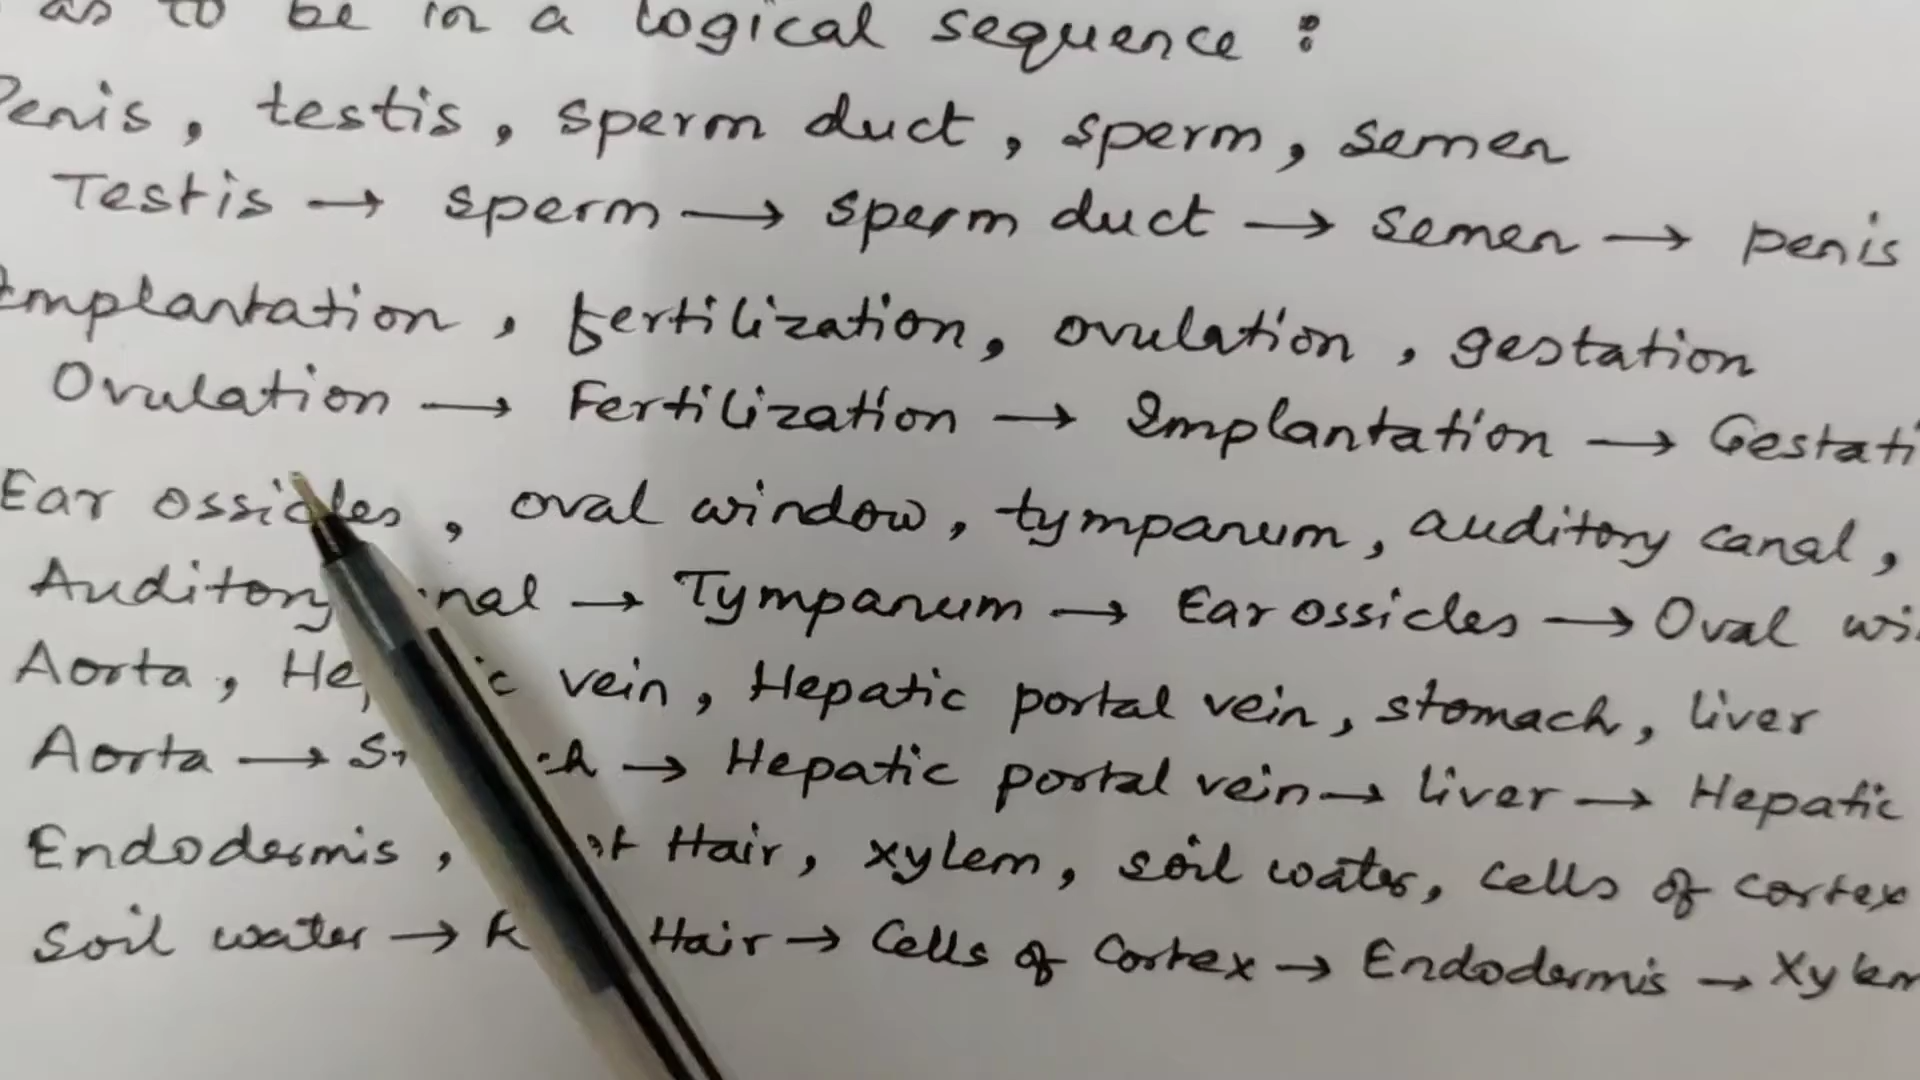 as to be in a logical sequence :
Penis, testis, sperm duct, sperm, semen
Testis → sperm → sperm duct → semen → penis
Implantation, fertilization, ovulation, gestation
Ovulation → Fertilization → Implantation → Gestati
Ear ossicles, oval window, tympanum, auditory canal,
Auditory nal → Tympanum → Ear ossicles → Oval wi
Aorta, vein, Hepatic portal vein, stomach, liver
Aorta → → Hepatic portal vein → liver → Hepatic
Endodermis, Hair, xylem, soil water, cells of cortex
Soil water → Hair → Cells of Cortex → Endodermis → Xylem